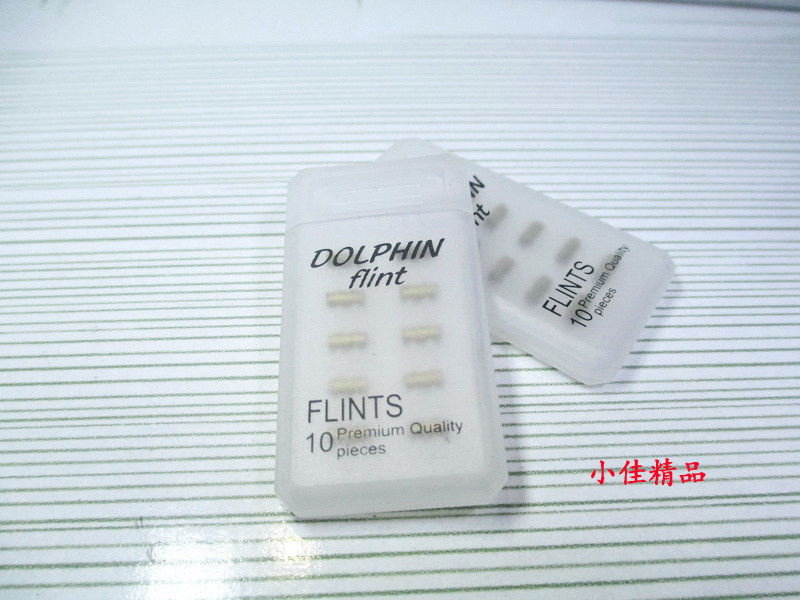 DOLPHIN
flint
FLINTS
10 Premium Quality
pieces
FLINTS
10 Premium Quality
pieces
小佳精品